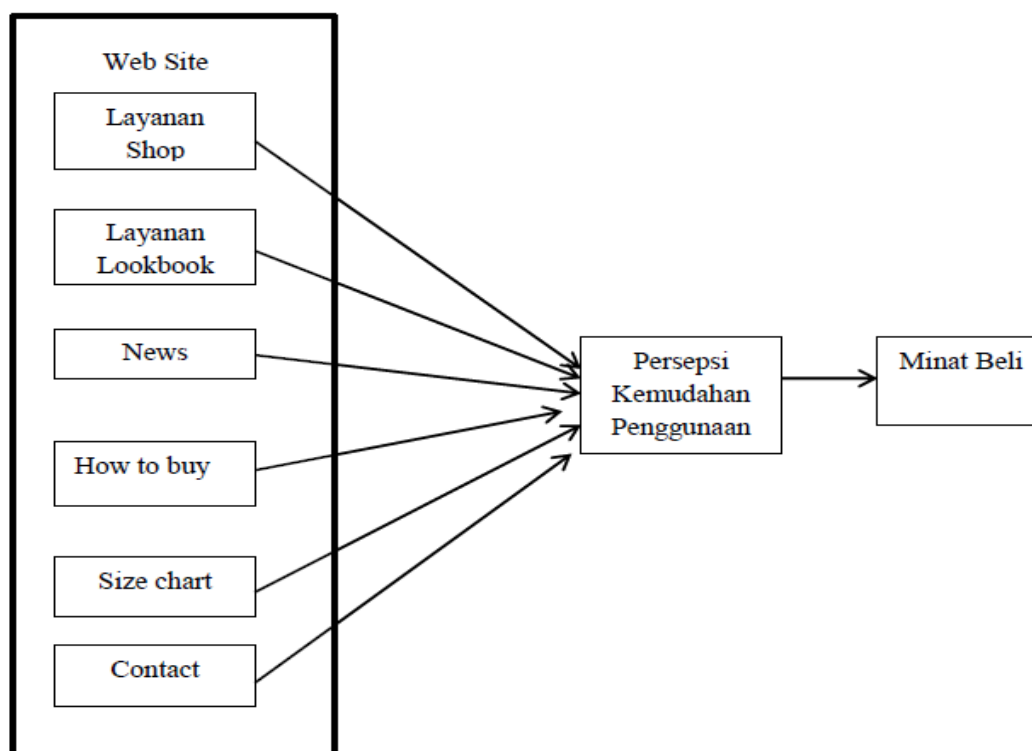 Web Site
Layanan
Shop
Layanan
Lookbook
News
How to buy
Size chart
Contact
Persepsi
Kemudahan
Penggunaan
Minat Beli